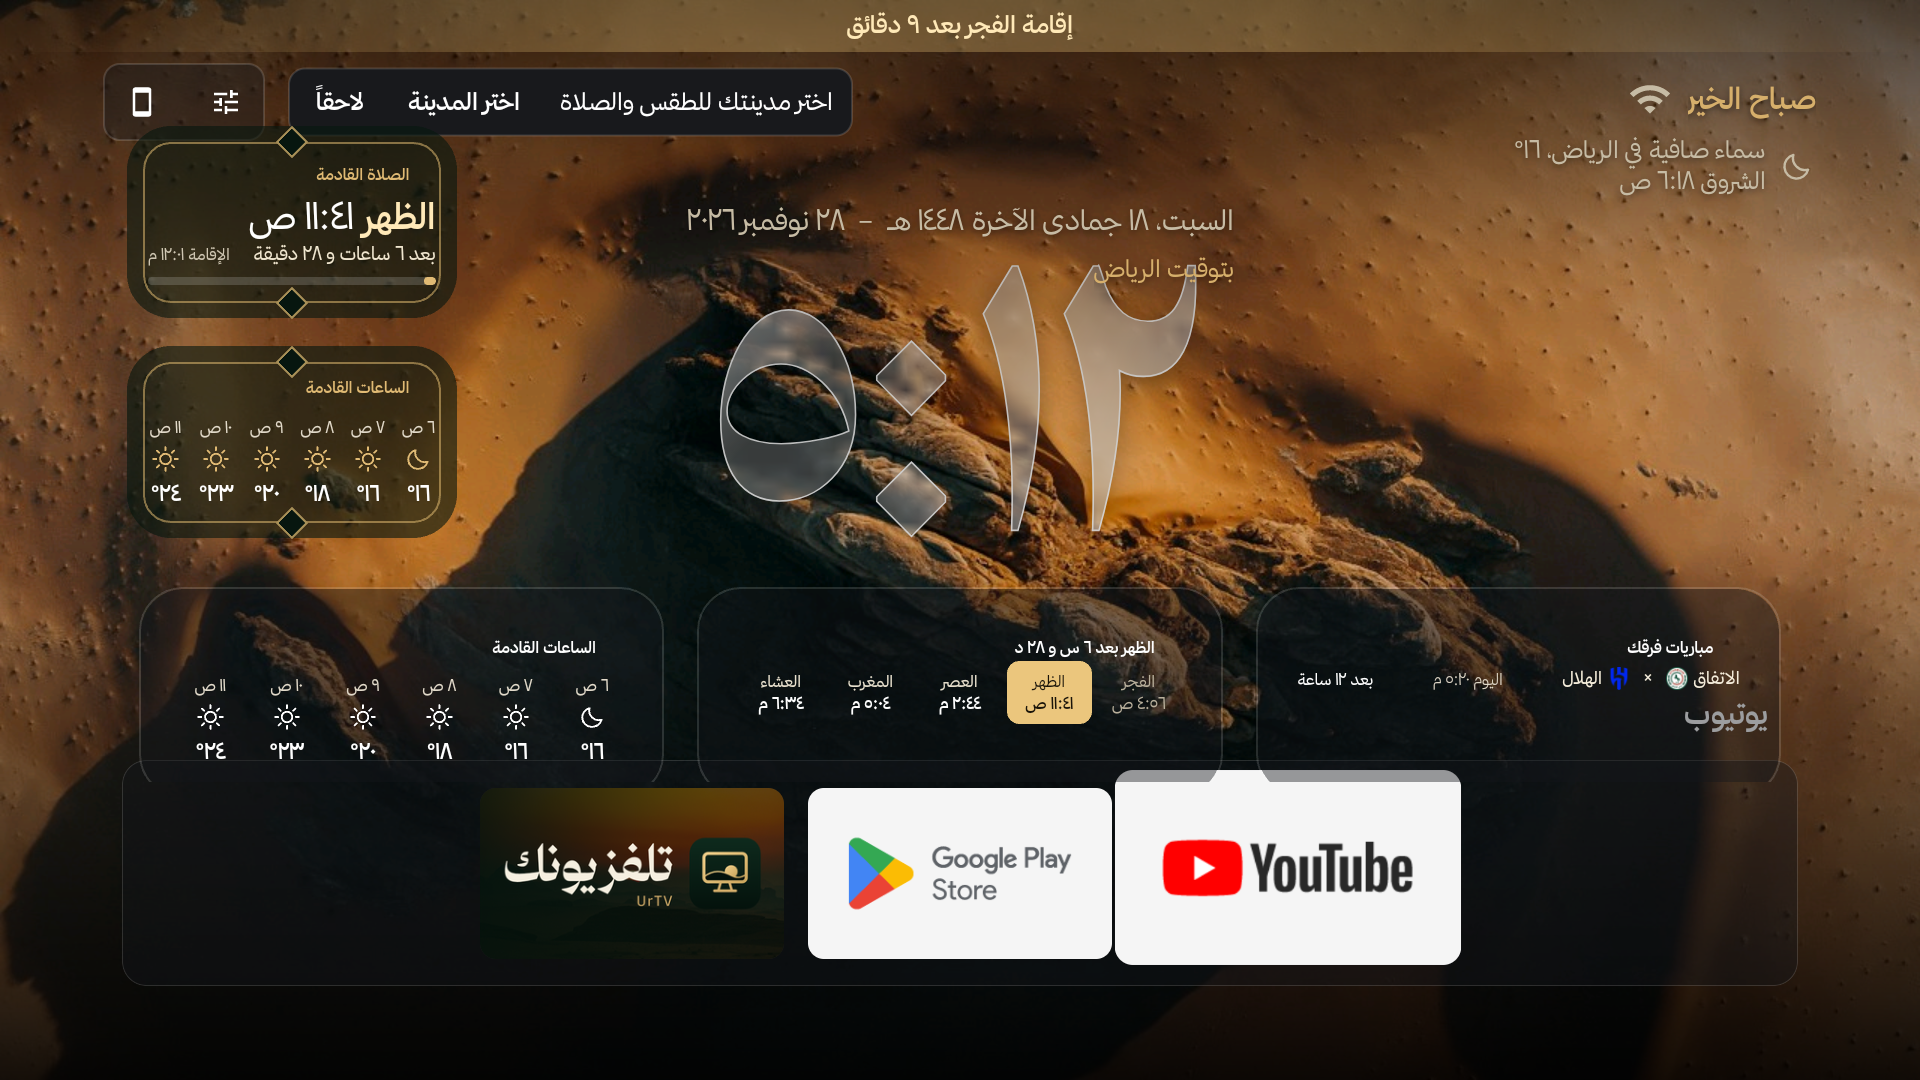 إقامة الفجر بعد ٩ دقائق
صباح الخير
سماء صافية في الرياض، ١٦°
الشروق ٦:١٨ ص
اختر مدينتك للطقس والصلاة
اختر المدينة
لاحقاً
السبت، ١٨ جمادى الآخرة ١٤٤٨ هـ – ٢٨ نوفمبر ٢٠٢٦
بتوقيت الرياض
٥:١٢
الصلاة القادمة
الظهر ١١:٤١ ص
بعد ٦ ساعات و ٢٨ دقيقة
الإقامة ١٢:٠١ م
الساعات القادمة
٦ ص ٧ ص ٨ ص ٩ ص ١٠ ص ١١ ص
١٦° ١٦° ١٨° ٢٠° ٢٣° ٢٤°
مباريات فرقك
الاتفاق × الهلال اليوم ٥:٢٠ م بعد ١٢ ساعة
يوتيوب
الظهر بعد ٦ س و ٢٨ د
الفجر الظهر العصر المغرب العشاء
٤:٥٦ ص ١١:٤١ ص ٢:٤٤ م ٥:٠٤ م ٦:٣٤ م
الساعات القادمة
٦ ص ٧ ص ٨ ص ٩ ص ١٠ ص ١١ ص
١٦° ١٦° ١٨° ٢٠° ٢٣° ٢٤°
YouTube
Google Play
Store
تلفزيونك
UrTV